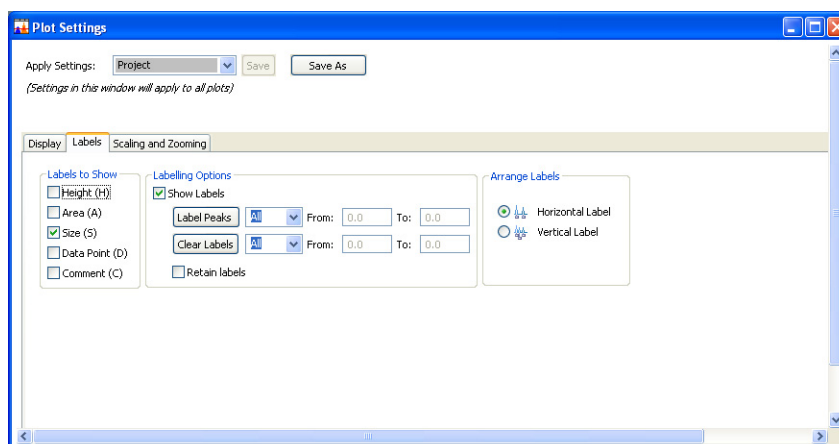 Plot Settings
Apply Settings: Project Save Save As
(Settings in this window will apply to all plots)
Display Labels Scaling and Zooming
Labels to Show
Height (H)
Area (A)
Size (S)
Data Point (D)
Comment (C)
Labelling Options
Show Labels
Label Peaks All From: 0.0 To: 0.0
Clear Labels All From: 0.0 To: 0.0
Retain labels
Arrange Labels
Horizontal Label
Vertical Label